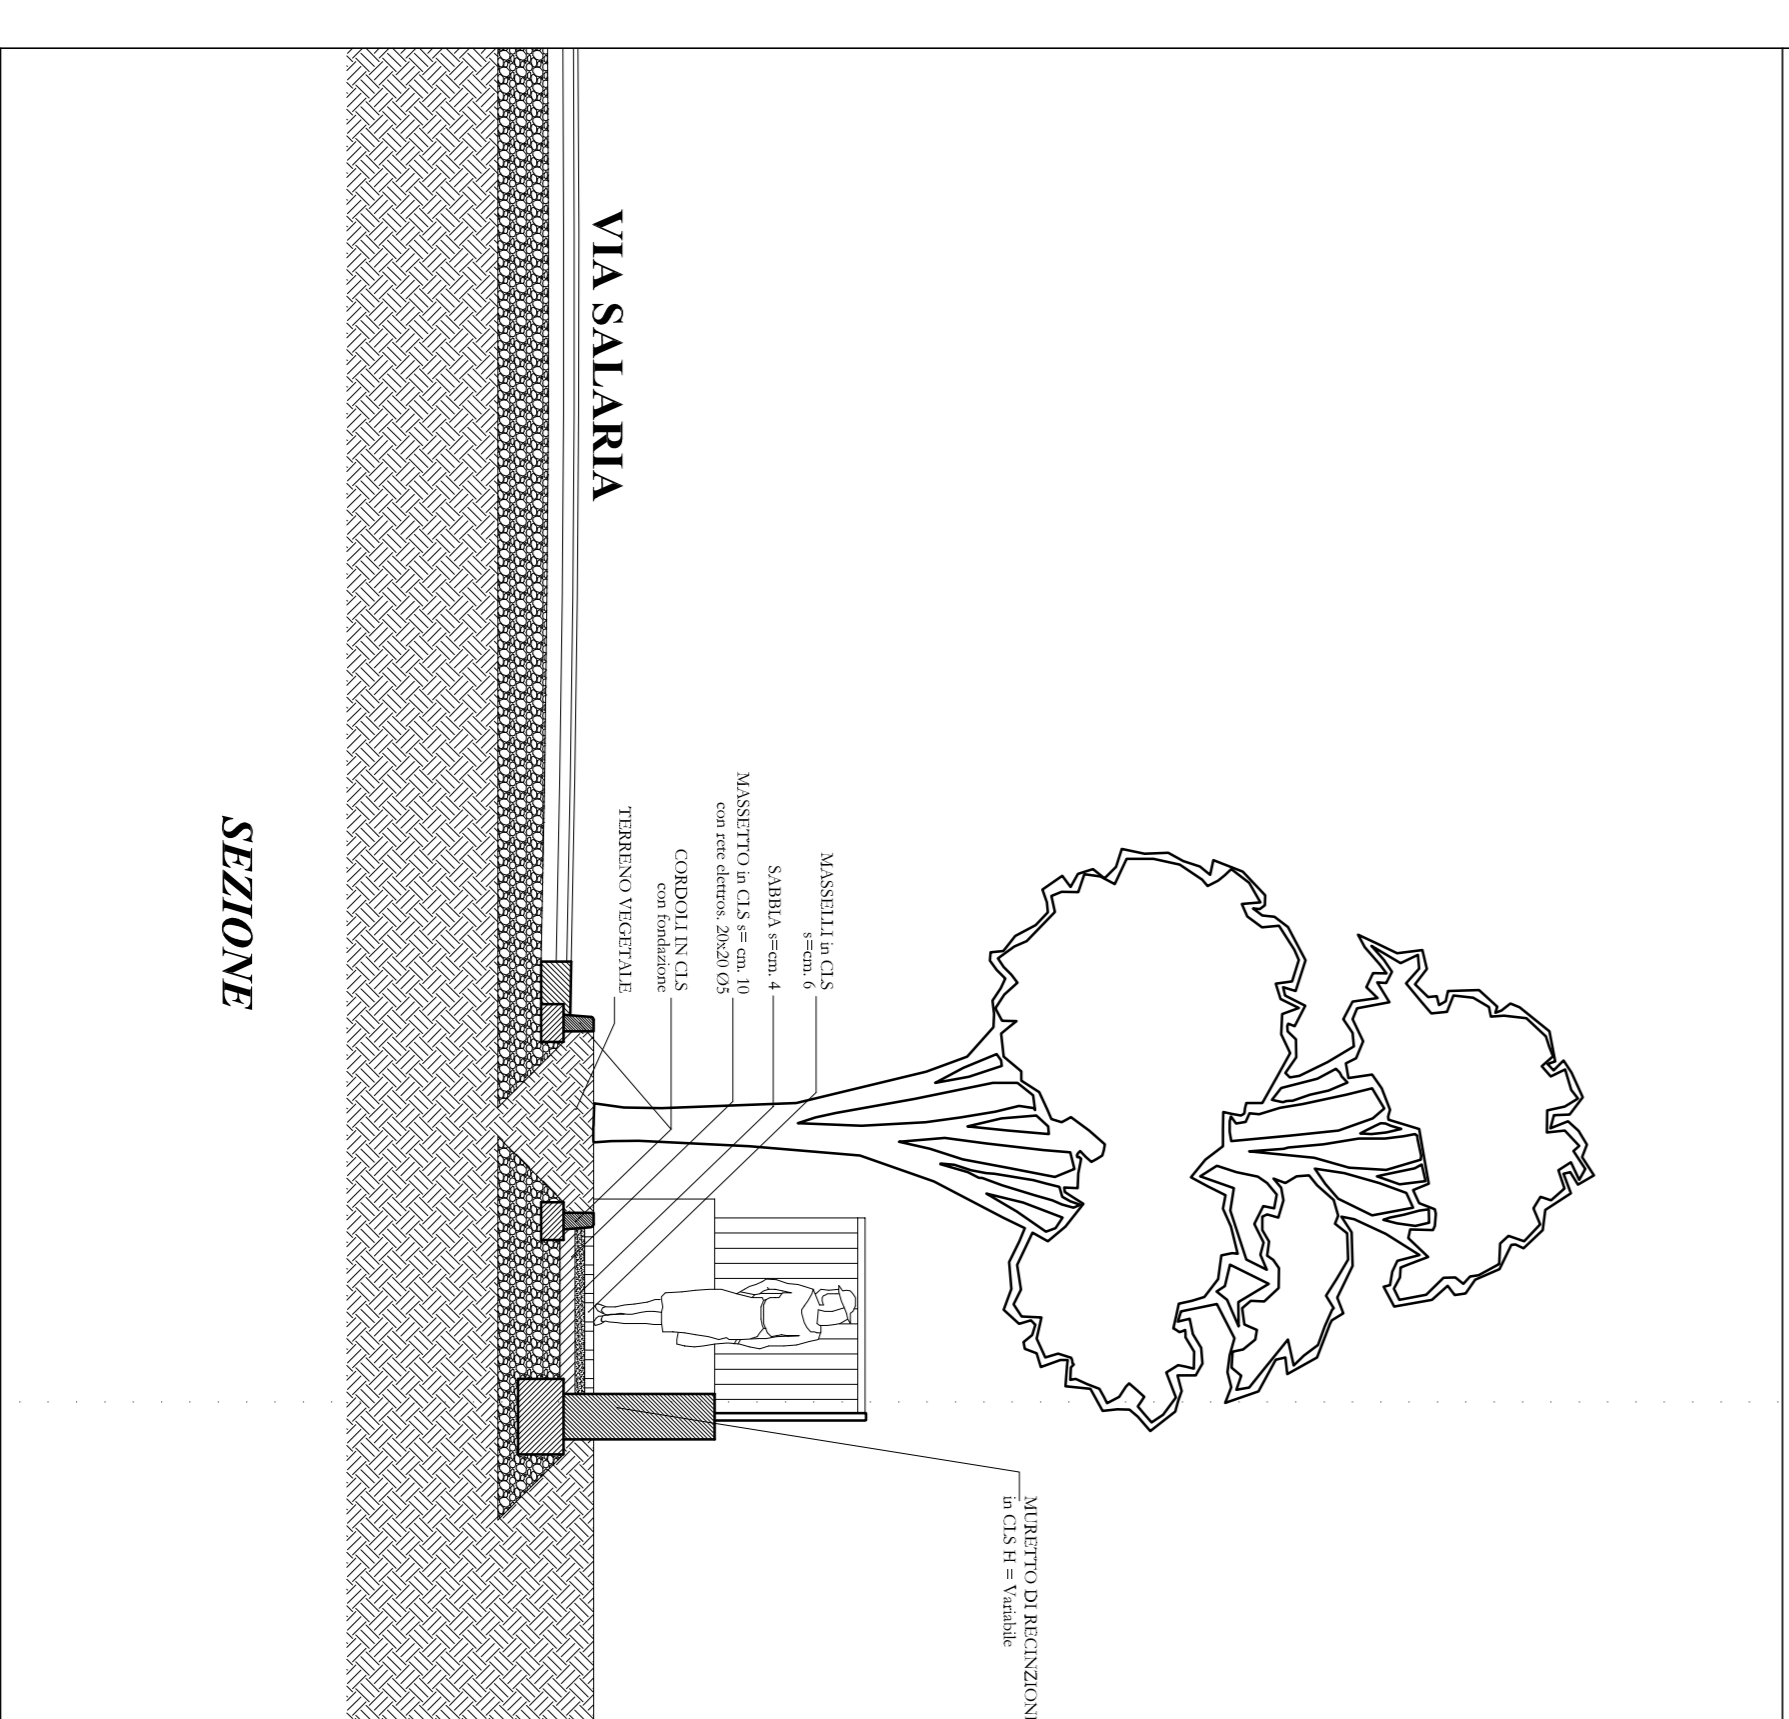 VIA SALARIA
MASSELLI in CLS
s=cm. 6
SABBIA s=cm. 4
MASSETTO in CLS s= cm. 10
con rete elettros. 20x20 Ø5
CORDOLI IN CLS
con fondazione
TERRENO VEGETALE
MURETTO DI RECINZIONE
in CLS H = Variabile
SEZIONE